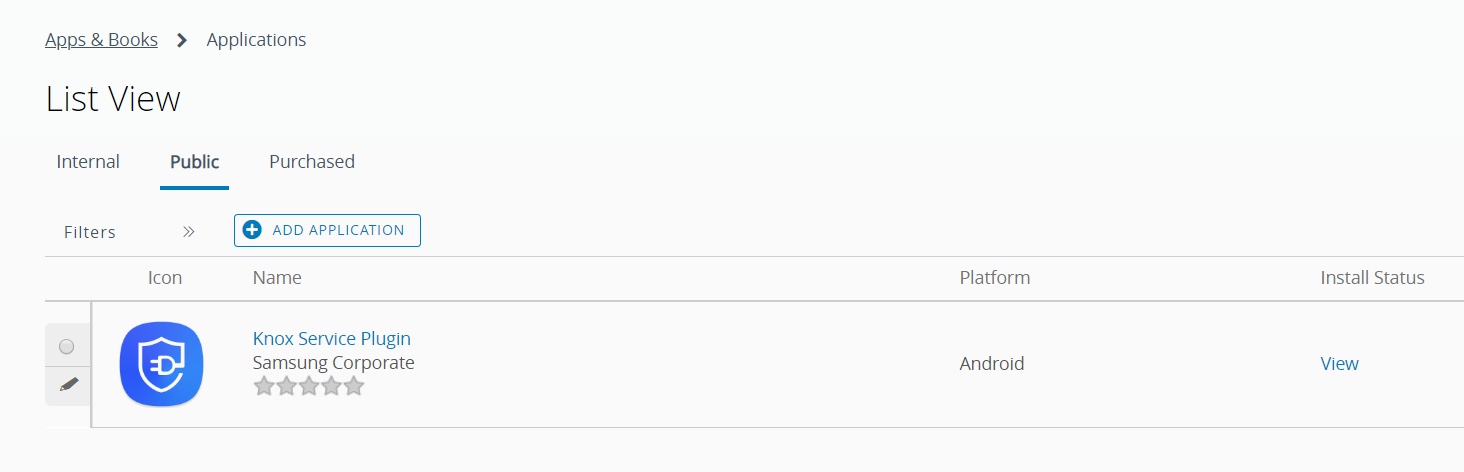 Apps & Books > Applications
List View
Internal Public Purchased
Filters » ADD APPLICATION
Icon Name Platform Install Status
Knox Service Plugin
Samsung Corporate
Android View